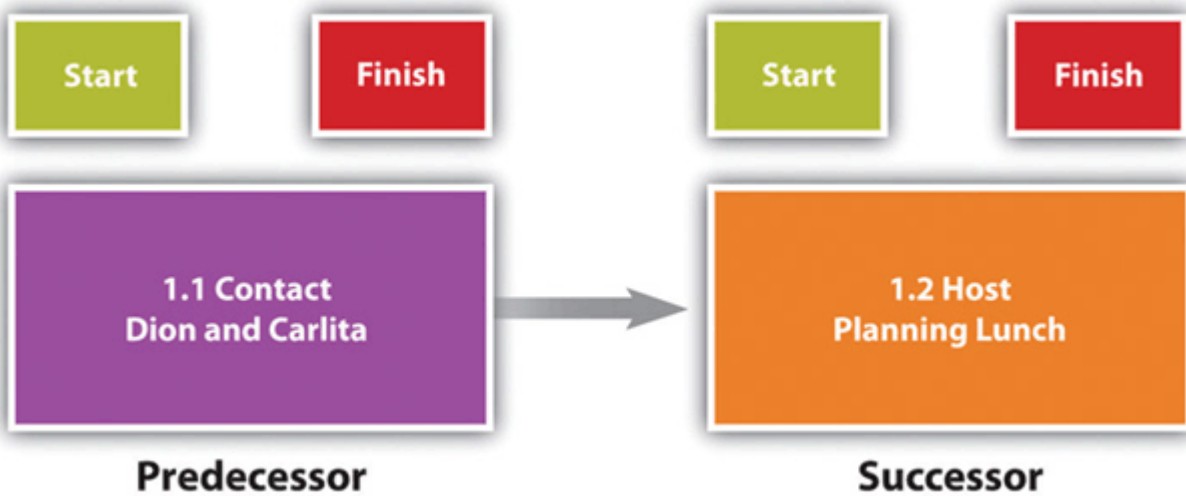 Start
Finish
Start
Finish
1.1 Contact
Dion and Carlita
1.2 Host
Planning Lunch
Predecessor
Successor